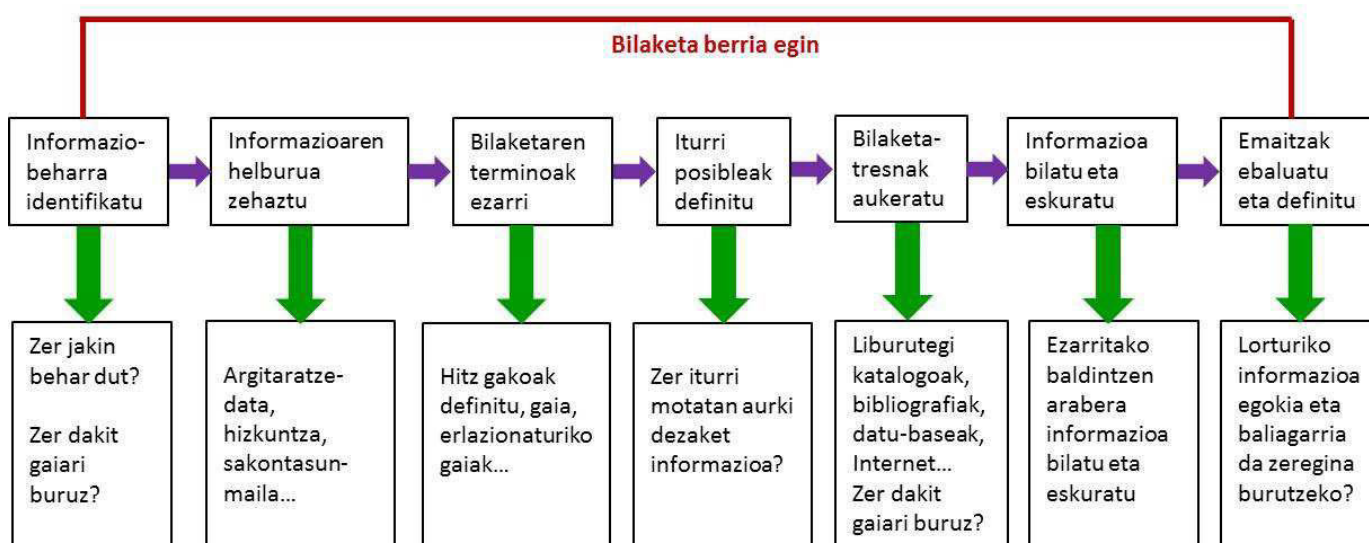 Bilaketa berria egin
Informazio-
beharra
identifikatu
Informazioaren
helburua
zehaztu
Bilaketaren
terminoak
ezarri
Iturri
posibleak
definitu
Bilaketa-
tresnak
aukeratu
Informazioa
bilatu eta
eskuratu
Emaitzak
ebaluatu
eta definitu
Zer jakin
behar dut?
Zer dakit
gaiari
buruz?
Argitaratze-
data,
hizkuntza,
sakontasun-
maila...
Hitz gakoak
definitu, gaia,
erlazionaturiko
gaiak...
Zer iturri
motatan aurki
dezaket
informazioa?
Liburutegi
katalogoak,
bibliografiak,
datu-baseak,
Internet...
Zer dakit
gaiari buruz?
Ezarritako
baldintzen
arabera
informazioa
bilatu eta
eskuratu
Lorturiko
informazioa
egokia eta
baliagarria
da zeregina
burutzeko?